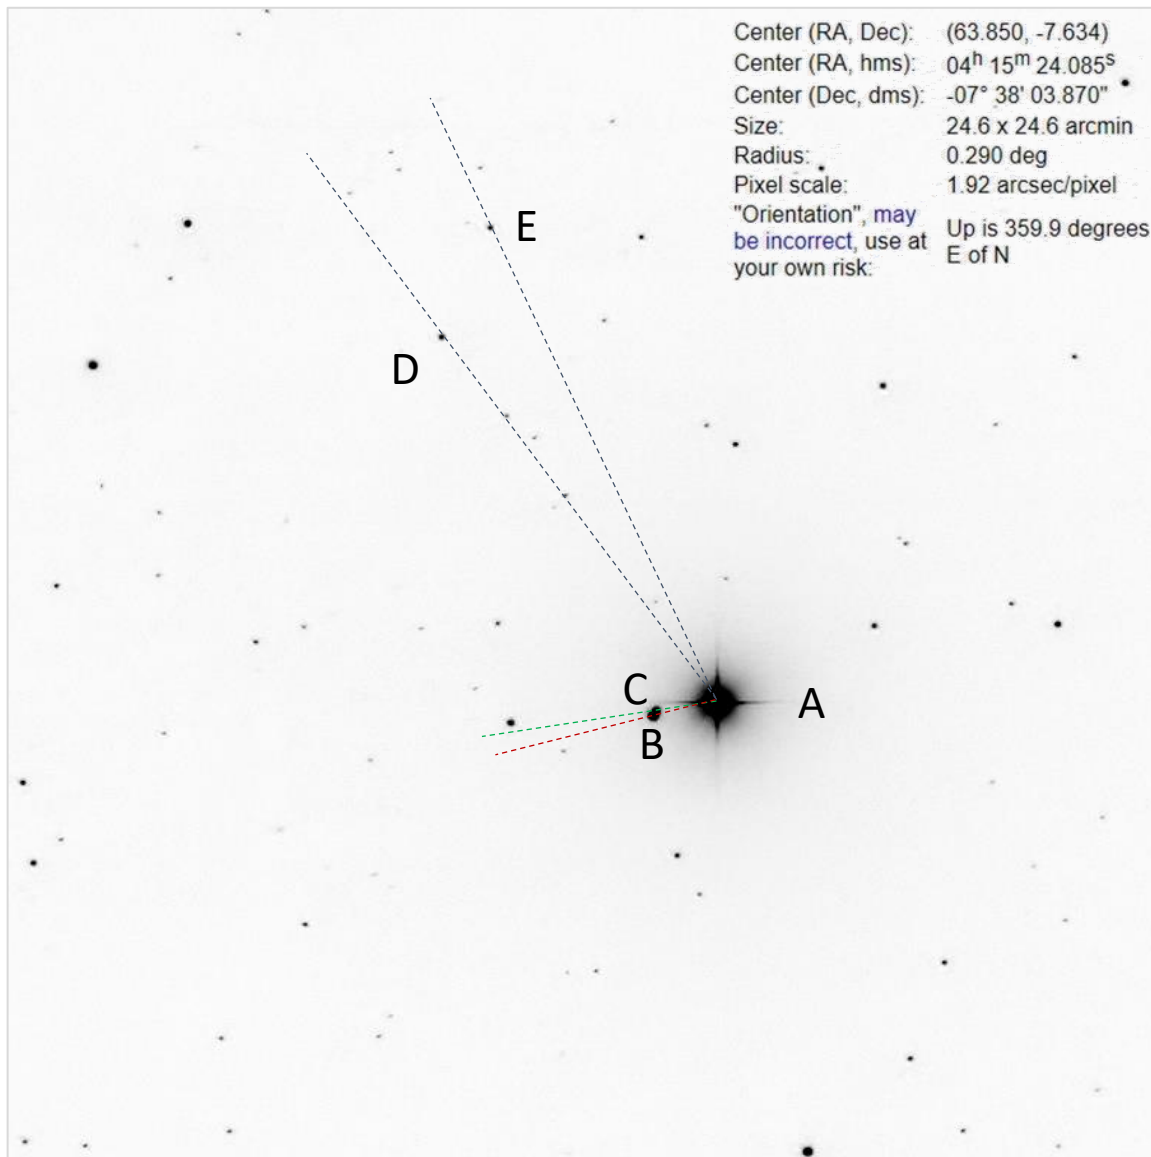 Center (RA, Dec): (63.850, -7.634)
Center (RA, hms): 04h 15m 24.085s
Center (Dec, dms): -07° 38' 03.870"
Size: 24.6 x 24.6 arcmin
Radius: 0.290 deg
Pixel scale: 1.92 arcsec/pixel
"Orientation", may
be incorrect, use at
your own risk:
Up is 359.9 degrees
E of N
E
D
C
A
B